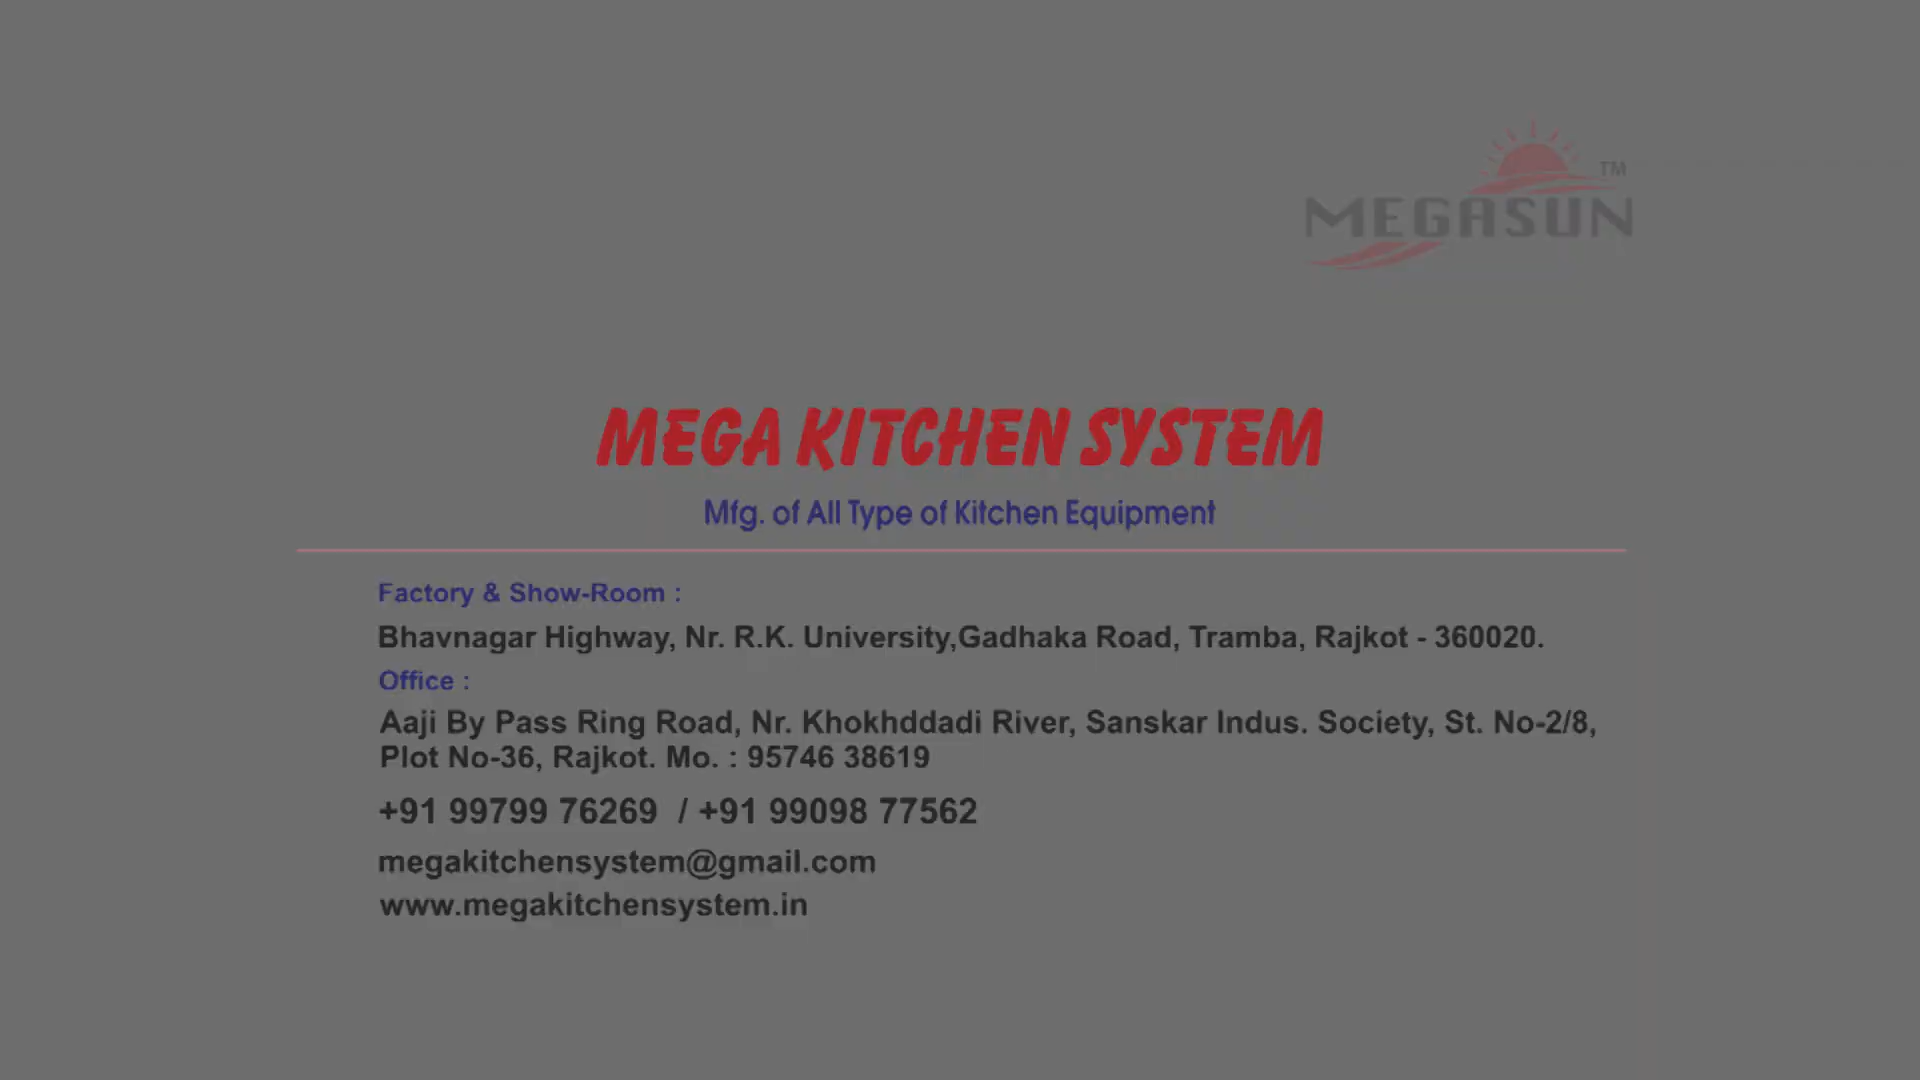 TM
MEGASUN
MEGA KITCHEN SYSTEM
Mfg. of All Type of Kitchen Equipment
Factory & Show-Room :
Bhavnagar Highway, Nr. R.K. University,Gadhaka Road, Tramba, Rajkot - 360020.
Office :
Aaji By Pass Ring Road, Nr. Khokhddadi River, Sanskar Indus. Society, St. No-2/8,
Plot No-36, Rajkot. Mo. : 95746 38619
+91 99799 76269 / +91 99098 77562
megakitchensystem@gmail.com
www.megakitchensystem.in